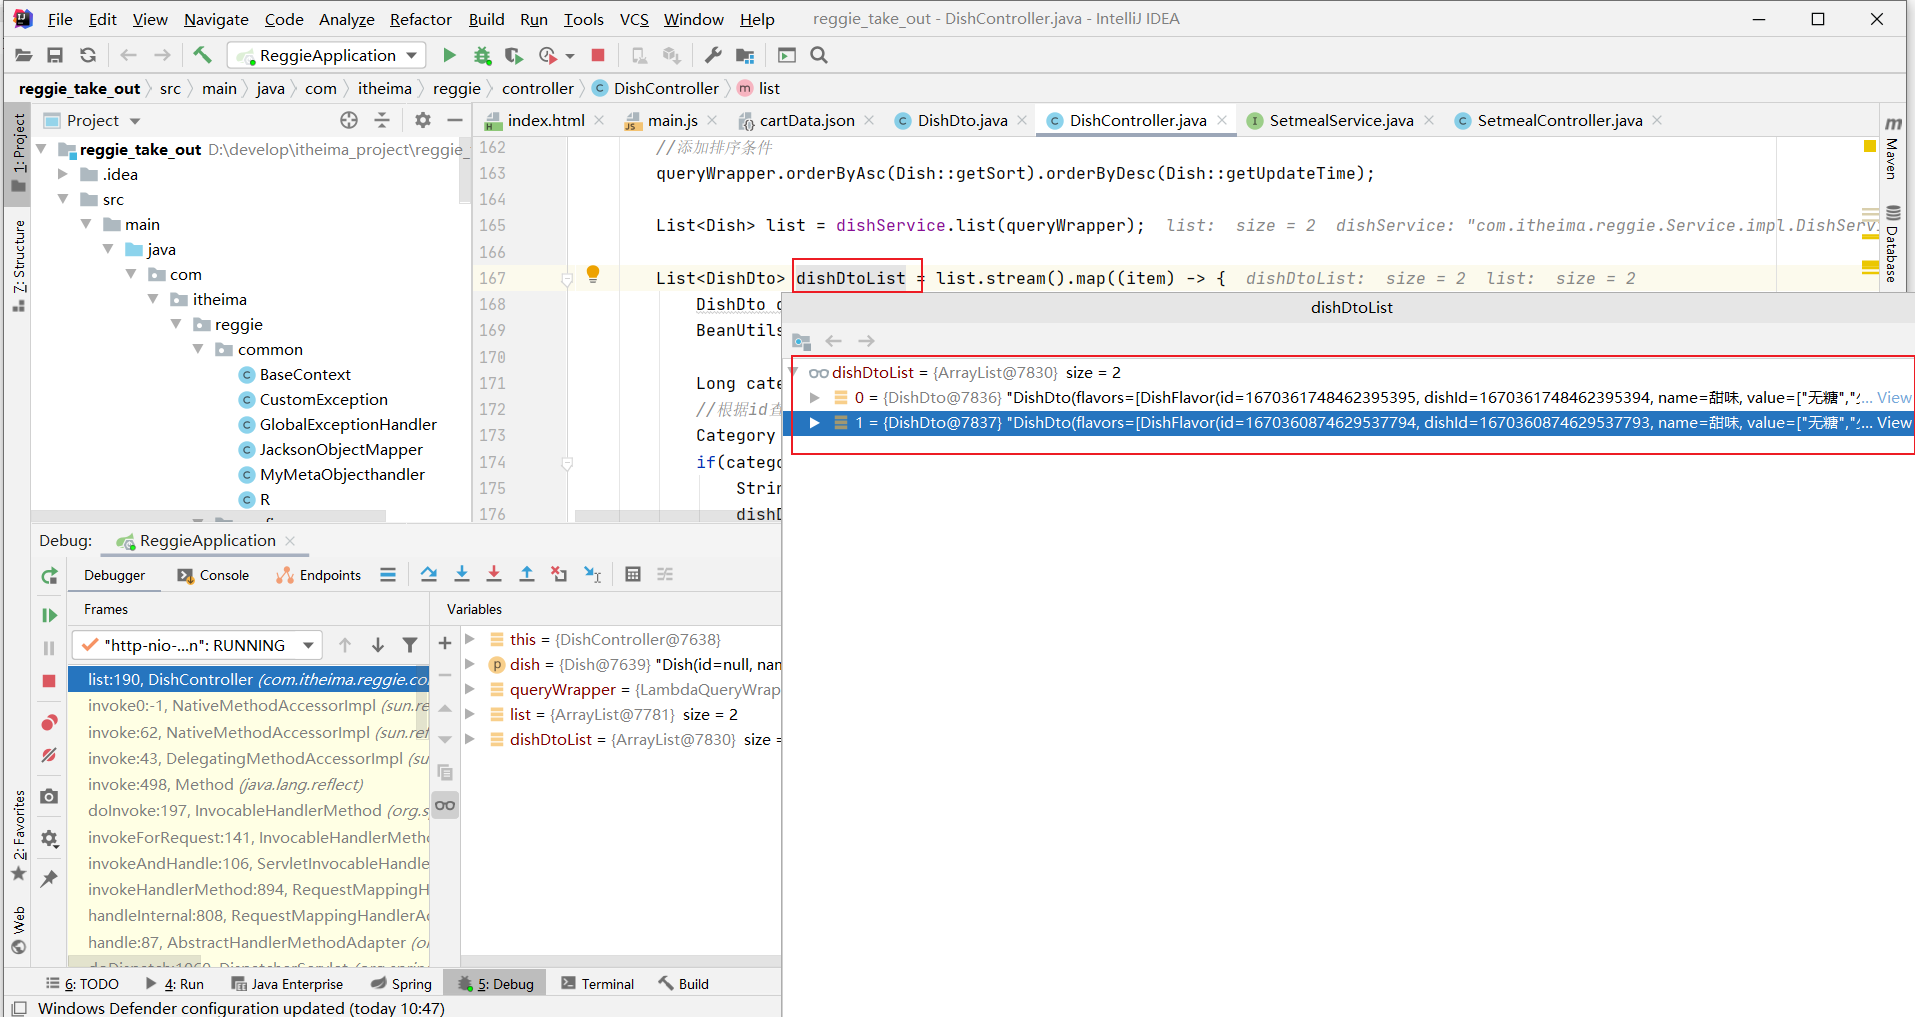 File Edit View Navigate Code Analyze Refactor Build Run Tools VCS Window Help reggie_take_out - DishController.java - IntelliJ IDEA
ReggieApplication
reggie_take_out src main java com itheima reggie controller DishController list
Project
index.html main.js cartData.json DishDto.java DishController.java SetmealService.java SetmealController.java
1: Project
7: Structure
2: Favorites
Web
Maven
Database
reggie_take_out D:\develop\itheima_project\reggie_
.idea
src
main
java
com
itheima
reggie
common
BaseContext
CustomException
GlobalExceptionHandler
JacksonObjectMapper
MyMetaObjecthandler
R
162 //添加排序条件
163 queryWrapper.orderByAsc(Dish::getSort).orderByDesc(Dish::getUpdateTime);
164
165 List<Dish> list = dishService.list(queryWrapper); list: size = 2 dishService: "com.itheima.reggie.Service.impl.DishServ
166
167 List<DishDto> dishDtoList = list.stream().map((item) -> { dishDtoList: size = 2 list: size = 2
168 DishDto
169 BeanUtils
170
171 Long cate
172 //根据id查
173 Category
174 if(catego
175 Strin
176 dishD
dishDtoList
dishDtoList = {ArrayList@7830} size = 2
0 = {DishDto@7836} "DishDto(flavors=[DishFlavor(id=1670361748462395395, dishId=1670361748462395394, name=甜味, value=["无糖","... View
1 = {DishDto@7837} "DishDto(flavors=[DishFlavor(id=1670360874629537794, dishId=1670360874629537793, name=甜味, value=["无糖","... View
Debug: ReggieApplication
Debugger Console Endpoints
Frames
Variables
"http-nio-...n": RUNNING
list:190, DishController (com.itheima.reggie.co
invoke0:-1, NativeMethodAccessorImpl (sun.re
invoke:62, NativeMethodAccessorImpl (sun.ref
invoke:43, DelegatingMethodAccessorImpl (su
invoke:498, Method (java.lang.reflect)
doInvoke:197, InvocableHandlerMethod (org.s
invokeForRequest:141, InvocableHandlerMetho
invokeAndHandle:106, ServletInvocableHandle
invokeHandlerMethod:894, RequestMappingH
handleInternal:808, RequestMappingHandlerAd
handle:87, AbstractHandlerMethodAdapter (or
this = {DishController@7638}
dish = {Dish@7639} "Dish(id=null, nam
queryWrapper = {LambdaQueryWrap
list = {ArrayList@7781} size = 2
dishDtoList = {ArrayList@7830} size =
6: TODO 4: Run Java Enterprise Spring 5: Debug Terminal Build
Windows Defender configuration updated (today 10:47)